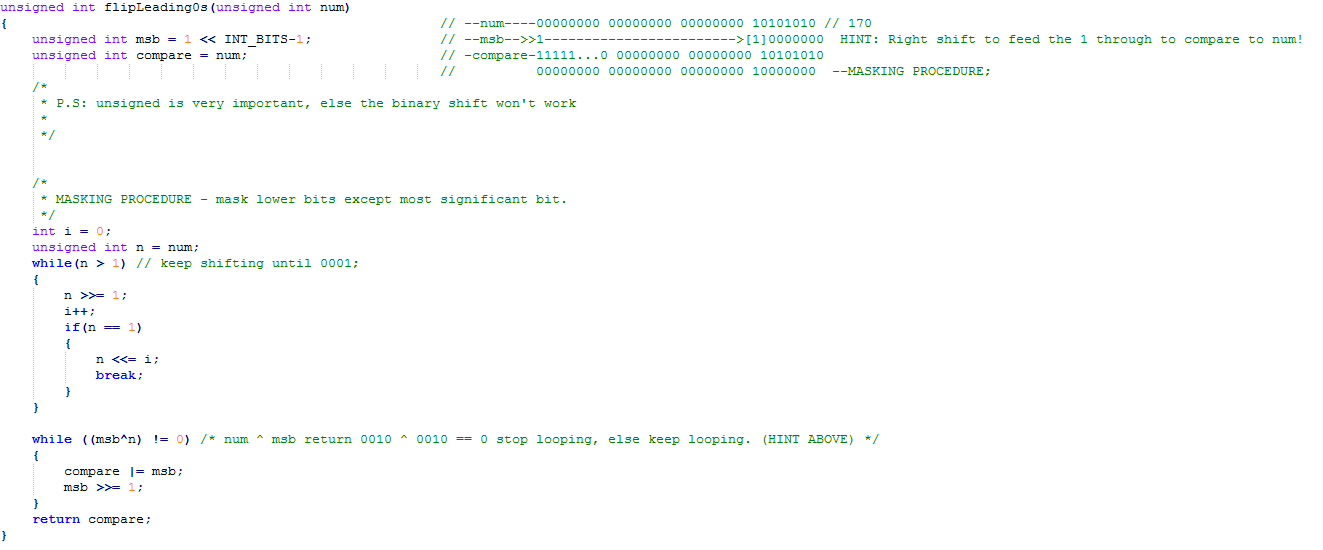 unsigned int flipLeading0s(unsigned int num)
{ // --num----00000000 00000000 00000000 10101010 // 170
unsigned int msb = 1 << INT_BITS-1; // --msb-->>1------------------------>[1]0000000 HINT: Right shift to feed the 1 through to compare to num!
unsigned int compare = num; // -compare-11111...0 00000000 00000000 10101010
// 00000000 00000000 00000000 10000000 --MASKING PROCEDURE;
/*
* P.S: unsigned is very important, else the binary shift won't work
*
*/
/*
* MASKING PROCEDURE - mask lower bits except most significant bit.
*/
int i = 0;
unsigned int n = num;
while(n > 1) // keep shifting until 0001;
{
n >>= 1;
i++;
if(n == 1)
{
n <<= i;
break;
}
}
while ((msb^n) != 0) /* num ^ msb return 0010 ^ 0010 == 0 stop looping, else keep looping. (HINT ABOVE) */
{
compare |= msb;
msb >>= 1;
}
return compare;
}